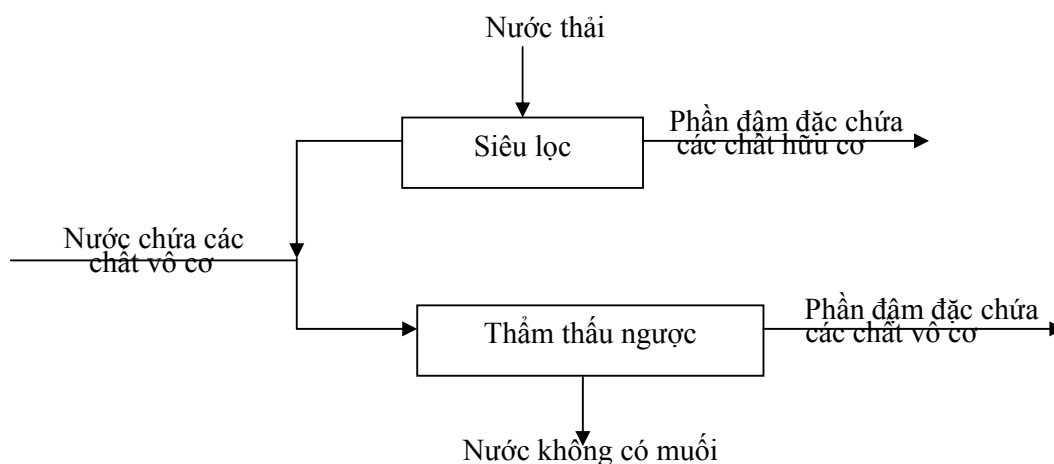 Nước thải
Siêu lọc
Phần đậm đặc chứa
các chất hữu cơ
Nước chứa các
chất vô cơ
Thẩm thấu ngược
Phần đậm đặc chứa
các chất vô cơ
Nước không có muối